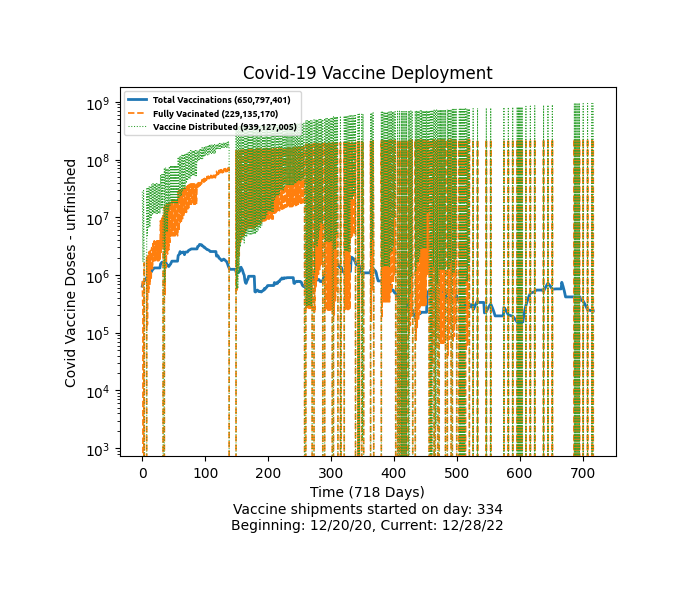 Covid-19 Vaccine Deployment
Total Vaccinations (650,797,401)
Fully Vacinated (229,135,170)
Vaccine Distributed (939,127,005)
Covid Vaccine Doses - unfinished
10⁹
10⁸
10⁷
10⁶
10⁵
10⁴
10³
0 100 200 300 400 500 600 700
Time (718 Days)
Vaccine shipments started on day: 334
Beginning: 12/20/20, Current: 12/28/22